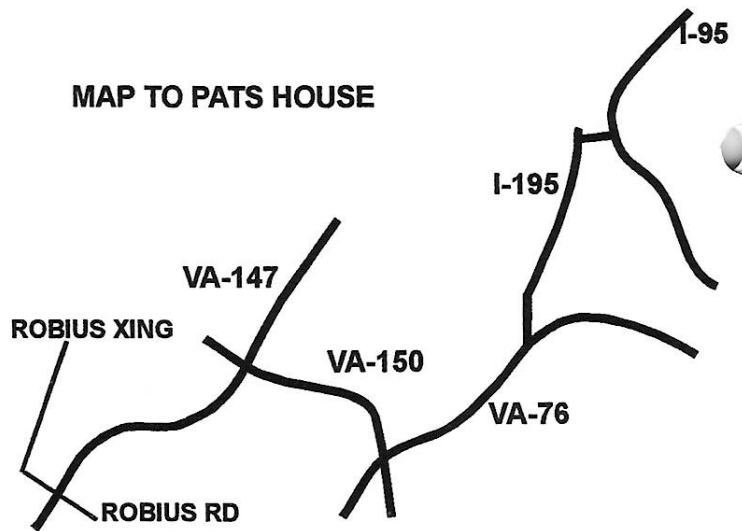 I-95
MAP TO PATS HOUSE
I-195
VA-147
ROBIUS XING
VA-150
VA-76
ROBIUS RD